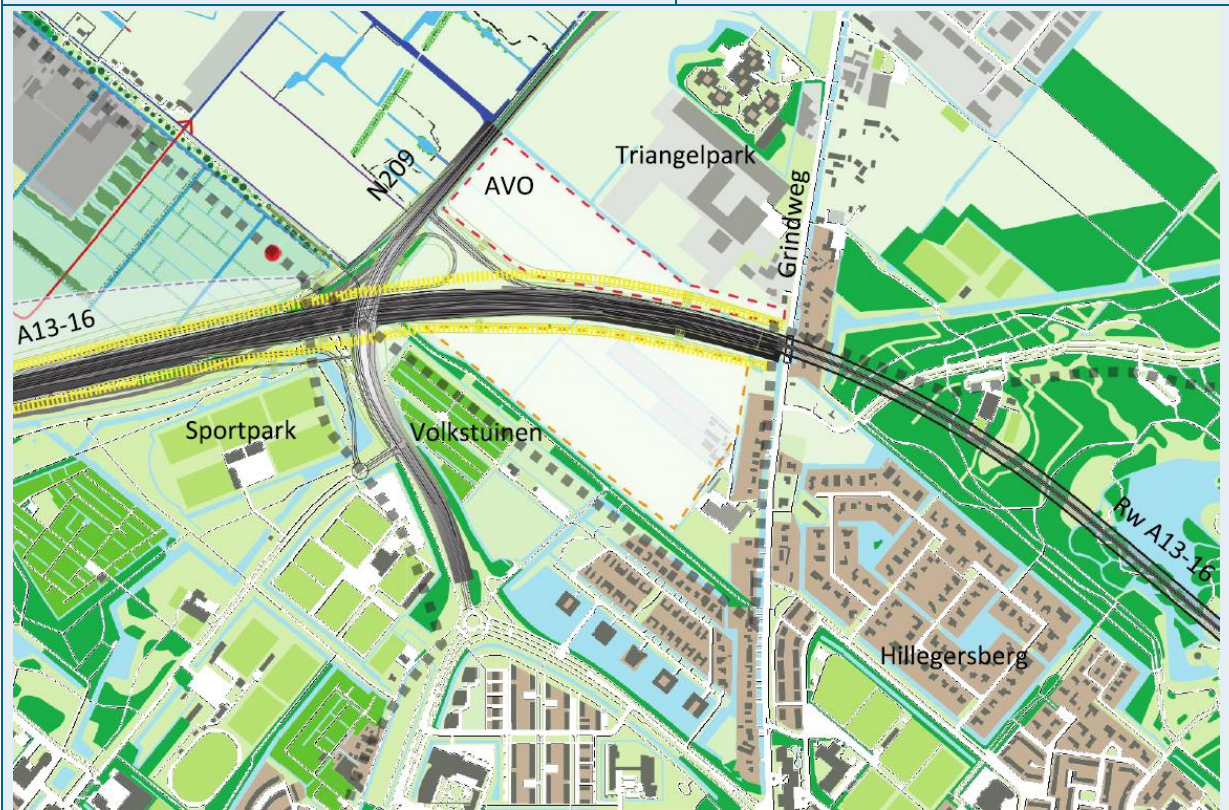 Triangelpark
N209
AVO
Grindweg
A13-16
Sportpark
Volkstuinen
Rw A13-16
Hillegersberg